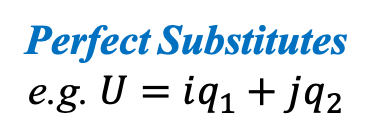 Perfect Substitutes
e.g. U = iq₁ + jq₂